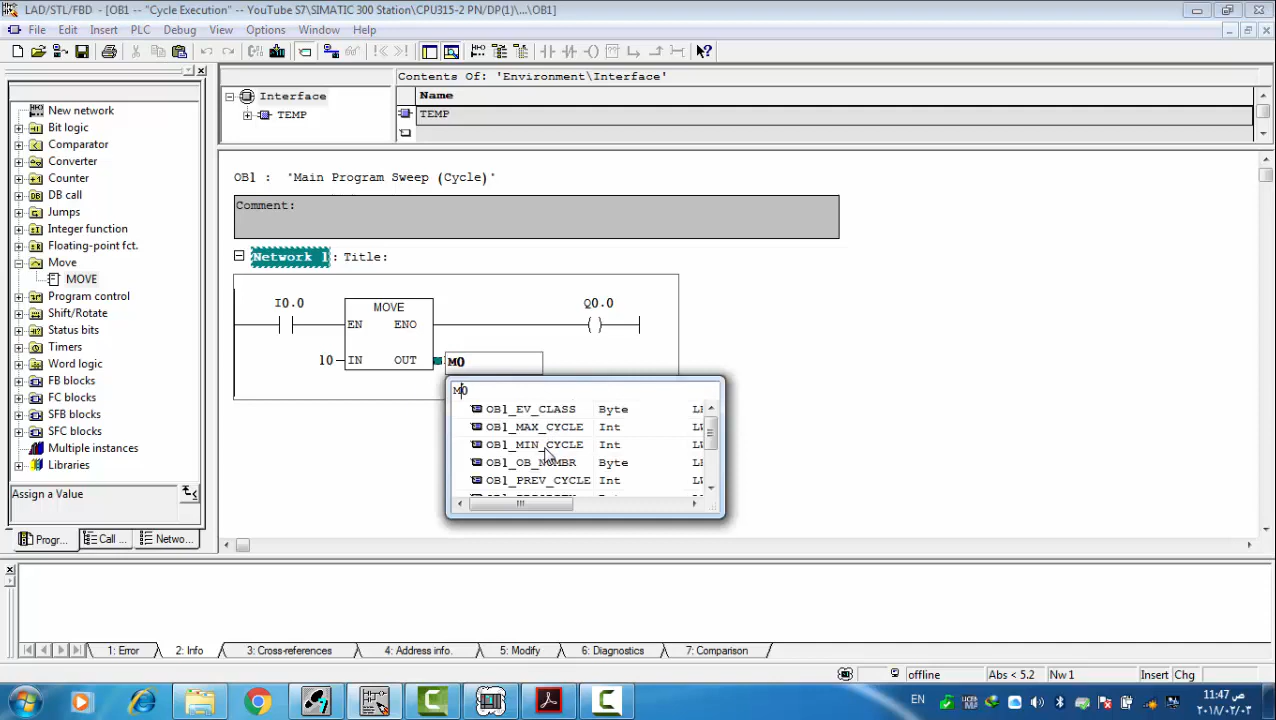 LAD/STL/FBD - [OB1 -- "Cycle Execution" -- YouTube S7\SIMATIC 300 Station\CPU315-2 PN/DP(1)\...\OB1]
File Edit Insert PLC Debug View Options Window Help
Contents Of: 'Environment\Interface'
Interface
TEMP
Name
TEMP
New network
Bit logic
Comparator
Converter
Counter
DB call
Jumps
Integer function
Floating-point fct.
Move
MOVE
Program control
Shift/Rotate
Status bits
Timers
Word logic
FB blocks
FC blocks
SFB blocks
SFC blocks
Multiple instances
Libraries
Assign a Value
Progr... Call ... Netwo...
OB1 : "Main Program Sweep (Cycle)"
Comment:
Network 1: Title:
I0.0
MOVE
Q0.0
EN ENO
10 IN OUT M0
M0
OB1_EV_CLASS Byte
OB1_MAX_CYCLE Int
OB1_MIN_CYCLE Int
OB1_OB_NUMBR Byte
OB1_PREV_CYCLE Int
1: Error 2: Info 3: Cross-references 4: Address info. 5: Modify 6: Diagnostics 7: Comparison
offline Abs < 5.2 Nw 1 Insert Chg
EN
11:47 ص
٢٠١٨/٠٢/٠٣